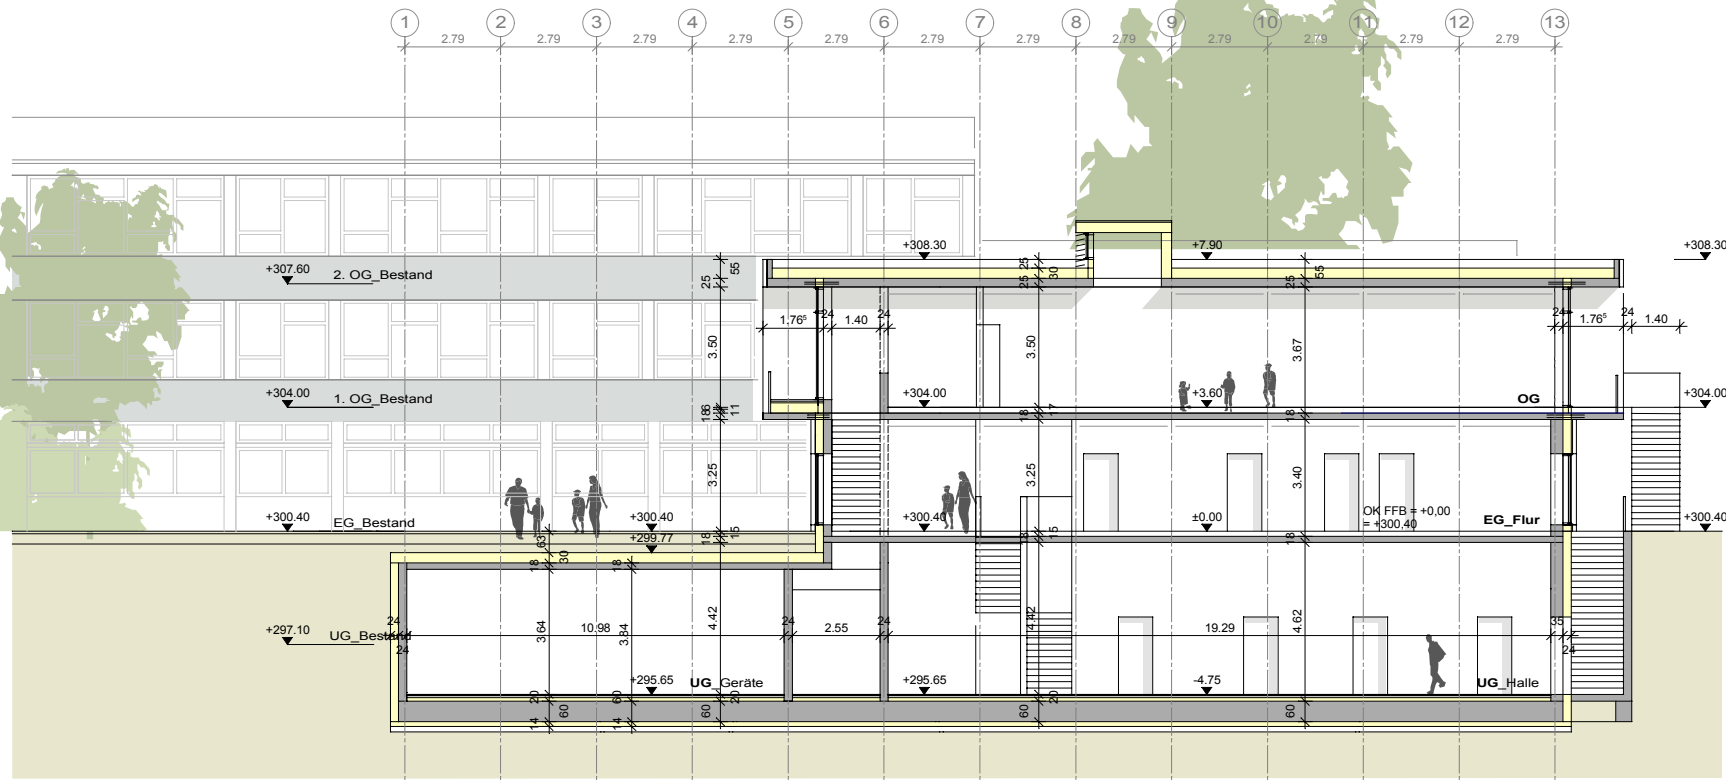 1 2 3 4 5 6 7 8 9 10 11 12 13
2.79 2.79 2.79 2.79 2.79 2.79 2.79 2.79 2.79 2.79 2.79 2.79
+308.30 +7.90 +308.30
+307.60 2. OG_Bestand
25 55 25 25 30 25 55
1.76⁵ 24 1.40 24 24 1.76⁵ 24 1.40
3.50 3.50 3.67
+304.00 1. OG_Bestand +304.00 +3.60 OG +304.00
18 6 11 18 17 18
3.25 3.25 3.40
OK FFB = +0,00
= +300,40
+300.40 EG_Bestand +300.40 +300.40 ±0.00 EG_Flur +300.40
+299.77
63 30 18 15 18 15 18
18 18
3.64 3.84 4.42 4.42 4.62
+297.10 UG_Bestand
24 10.98 24 2.55 24 19.29 35
24 24
+295.65 UG_Geräte +295.65 -4.75 UG_Halle
20 60 20 20
60 60 60 60
14 14